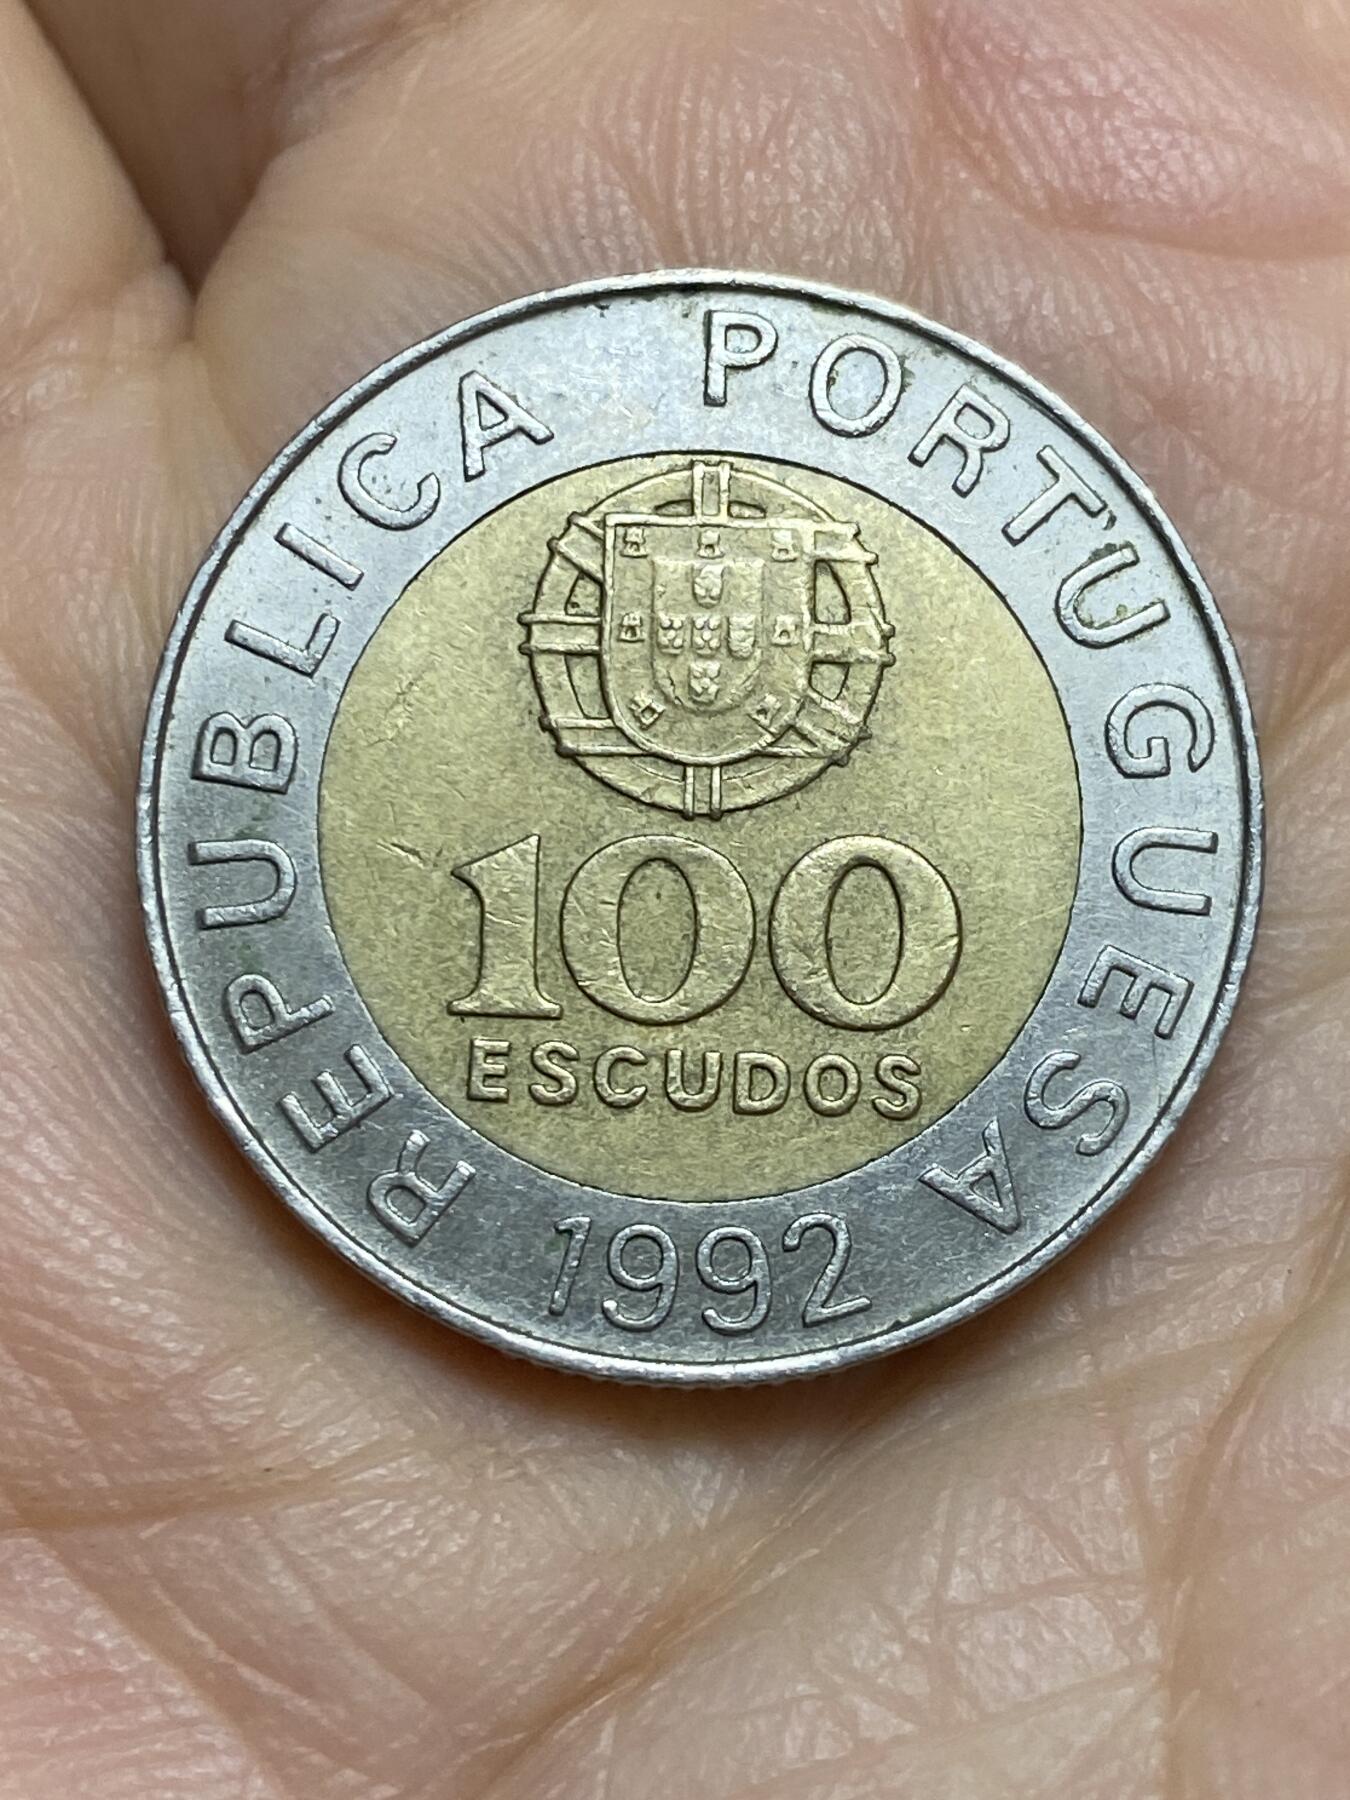 REPUBLICA PORTUGUESA
100
ESCUDOS
1992